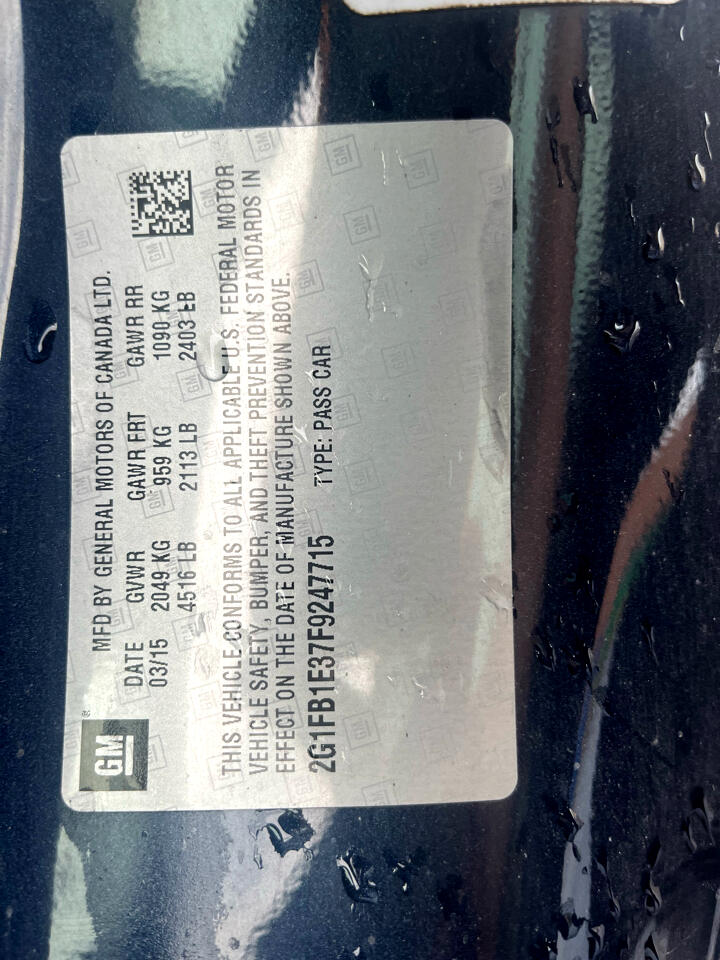 GM ®
MFD BY GENERAL MOTORS OF CANADA LTD.
DATE GVWR GAWR FRT GAWR RR
03/15 2049 KG 959 KG 1090 KG
4516 LB 2113 LB 2403 LB
THIS VEHICLE CONFORMS TO ALL APPLICABLE U.S. FEDERAL MOTOR
VEHICLE SAFETY, BUMPER, AND THEFT PREVENTION STANDARDS IN
EFFECT ON THE DATE OF MANUFACTURE SHOWN ABOVE.
2G1FB1E37F9247715 TYPE: PASS CAR